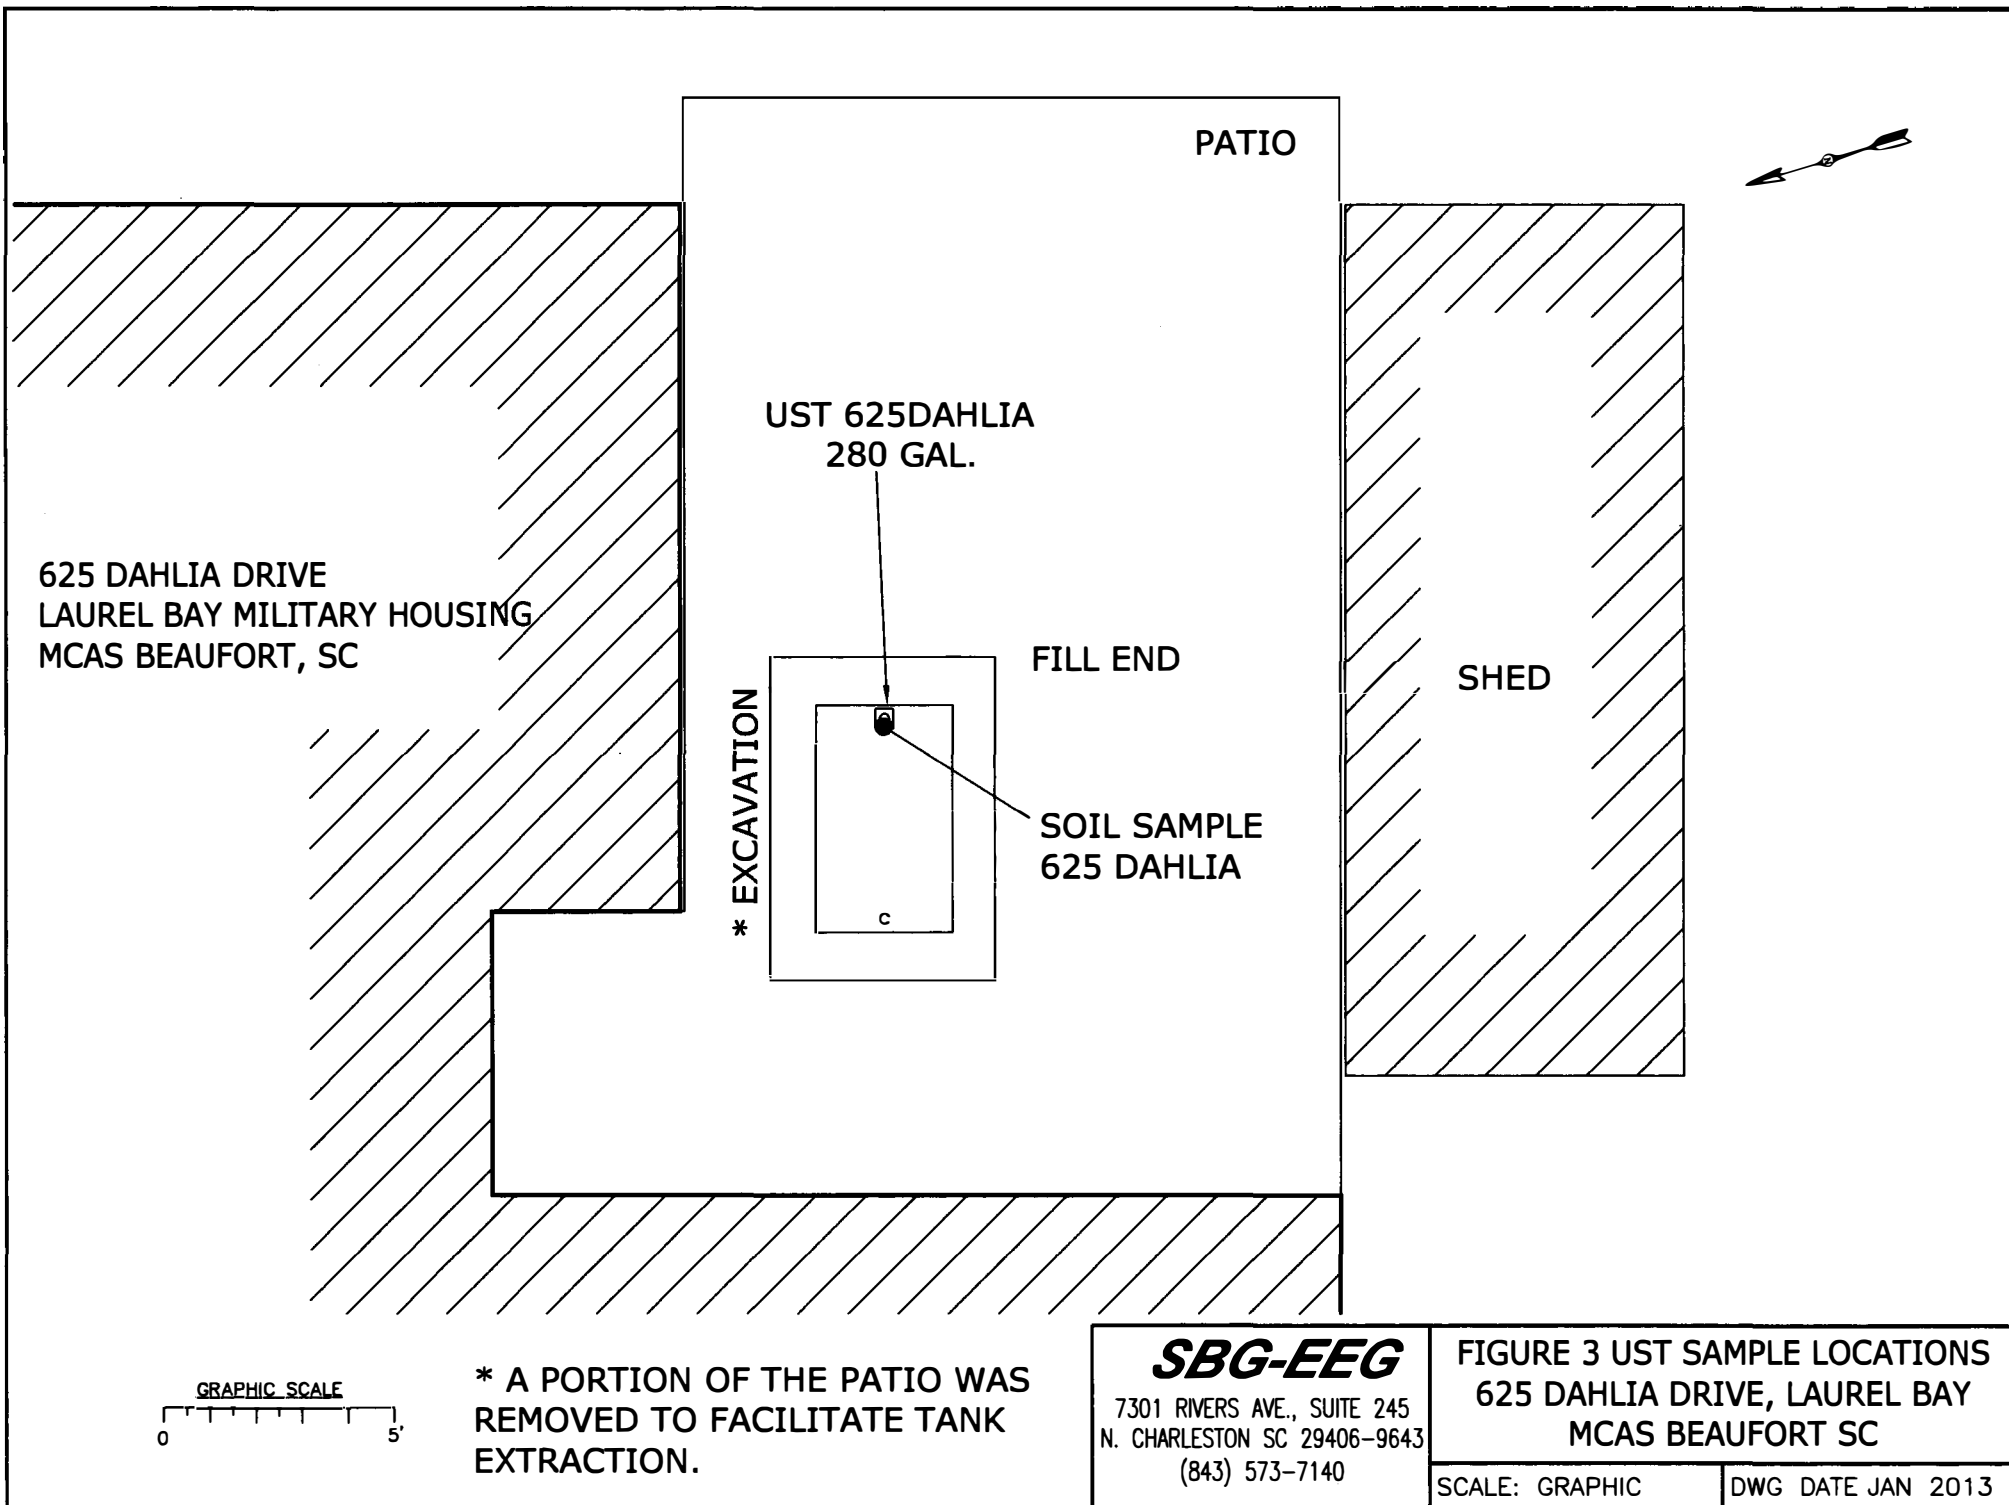 PATIO
N
UST 625DAHLIA
280 GAL.
625 DAHLIA DRIVE
LAUREL BAY MILITARY HOUSING
MCAS BEAUFORT, SC
FILL END
SHED
* EXCAVATION
SOIL SAMPLE
625 DAHLIA
C
GRAPHIC SCALE
0 5'
* A PORTION OF THE PATIO WAS
REMOVED TO FACILITATE TANK
EXTRACTION.
SBG-EEG
7301 RIVERS AVE., SUITE 245
N. CHARLESTON SC 29406-9643
(843) 573-7140
FIGURE 3 UST SAMPLE LOCATIONS
625 DAHLIA DRIVE, LAUREL BAY
MCAS BEAUFORT SC
SCALE: GRAPHIC
DWG DATE JAN 2013